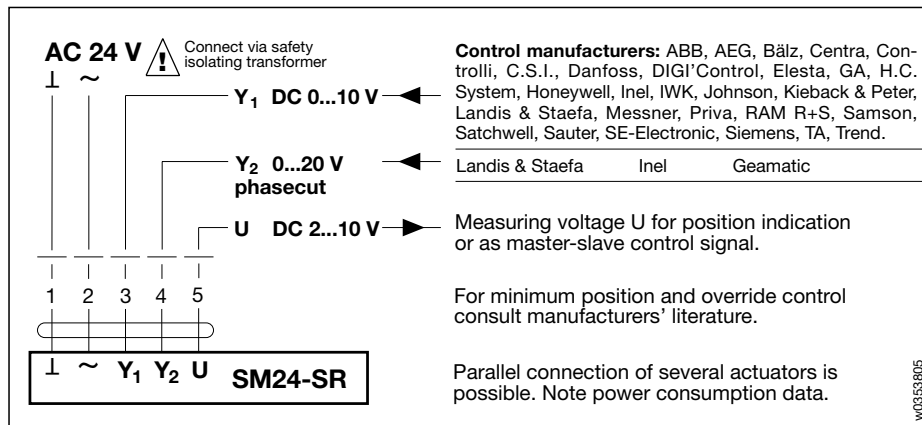 AC 24 V
⊥ ~
Connect via safety
isolating transformer
Y1 DC 0...10 V
Control manufacturers: ABB, AEG, Bälz, Centra, Con-
trolli, C.S.I., Danfoss, DIGI'Control, Elesta, GA, H.C.
System, Honeywell, Inel, IWK, Johnson, Kieback & Peter,
Landis & Staefa, Messner, Priva, RAM R+S, Samson,
Satchwell, Sauter, SE-Electronic, Siemens, TA, Trend.
Y2 0...20 V
phasecut
Landis & Staefa Inel Geamatic
U DC 2...10 V
Measuring voltage U for position indication
or as master-slave control signal.
1 2 3 4 5
For minimum position and override control
consult manufacturers' literature.
⊥ ~ Y1 Y2 U SM24-SR
Parallel connection of several actuators is
possible. Note power consumption data.
w0353805